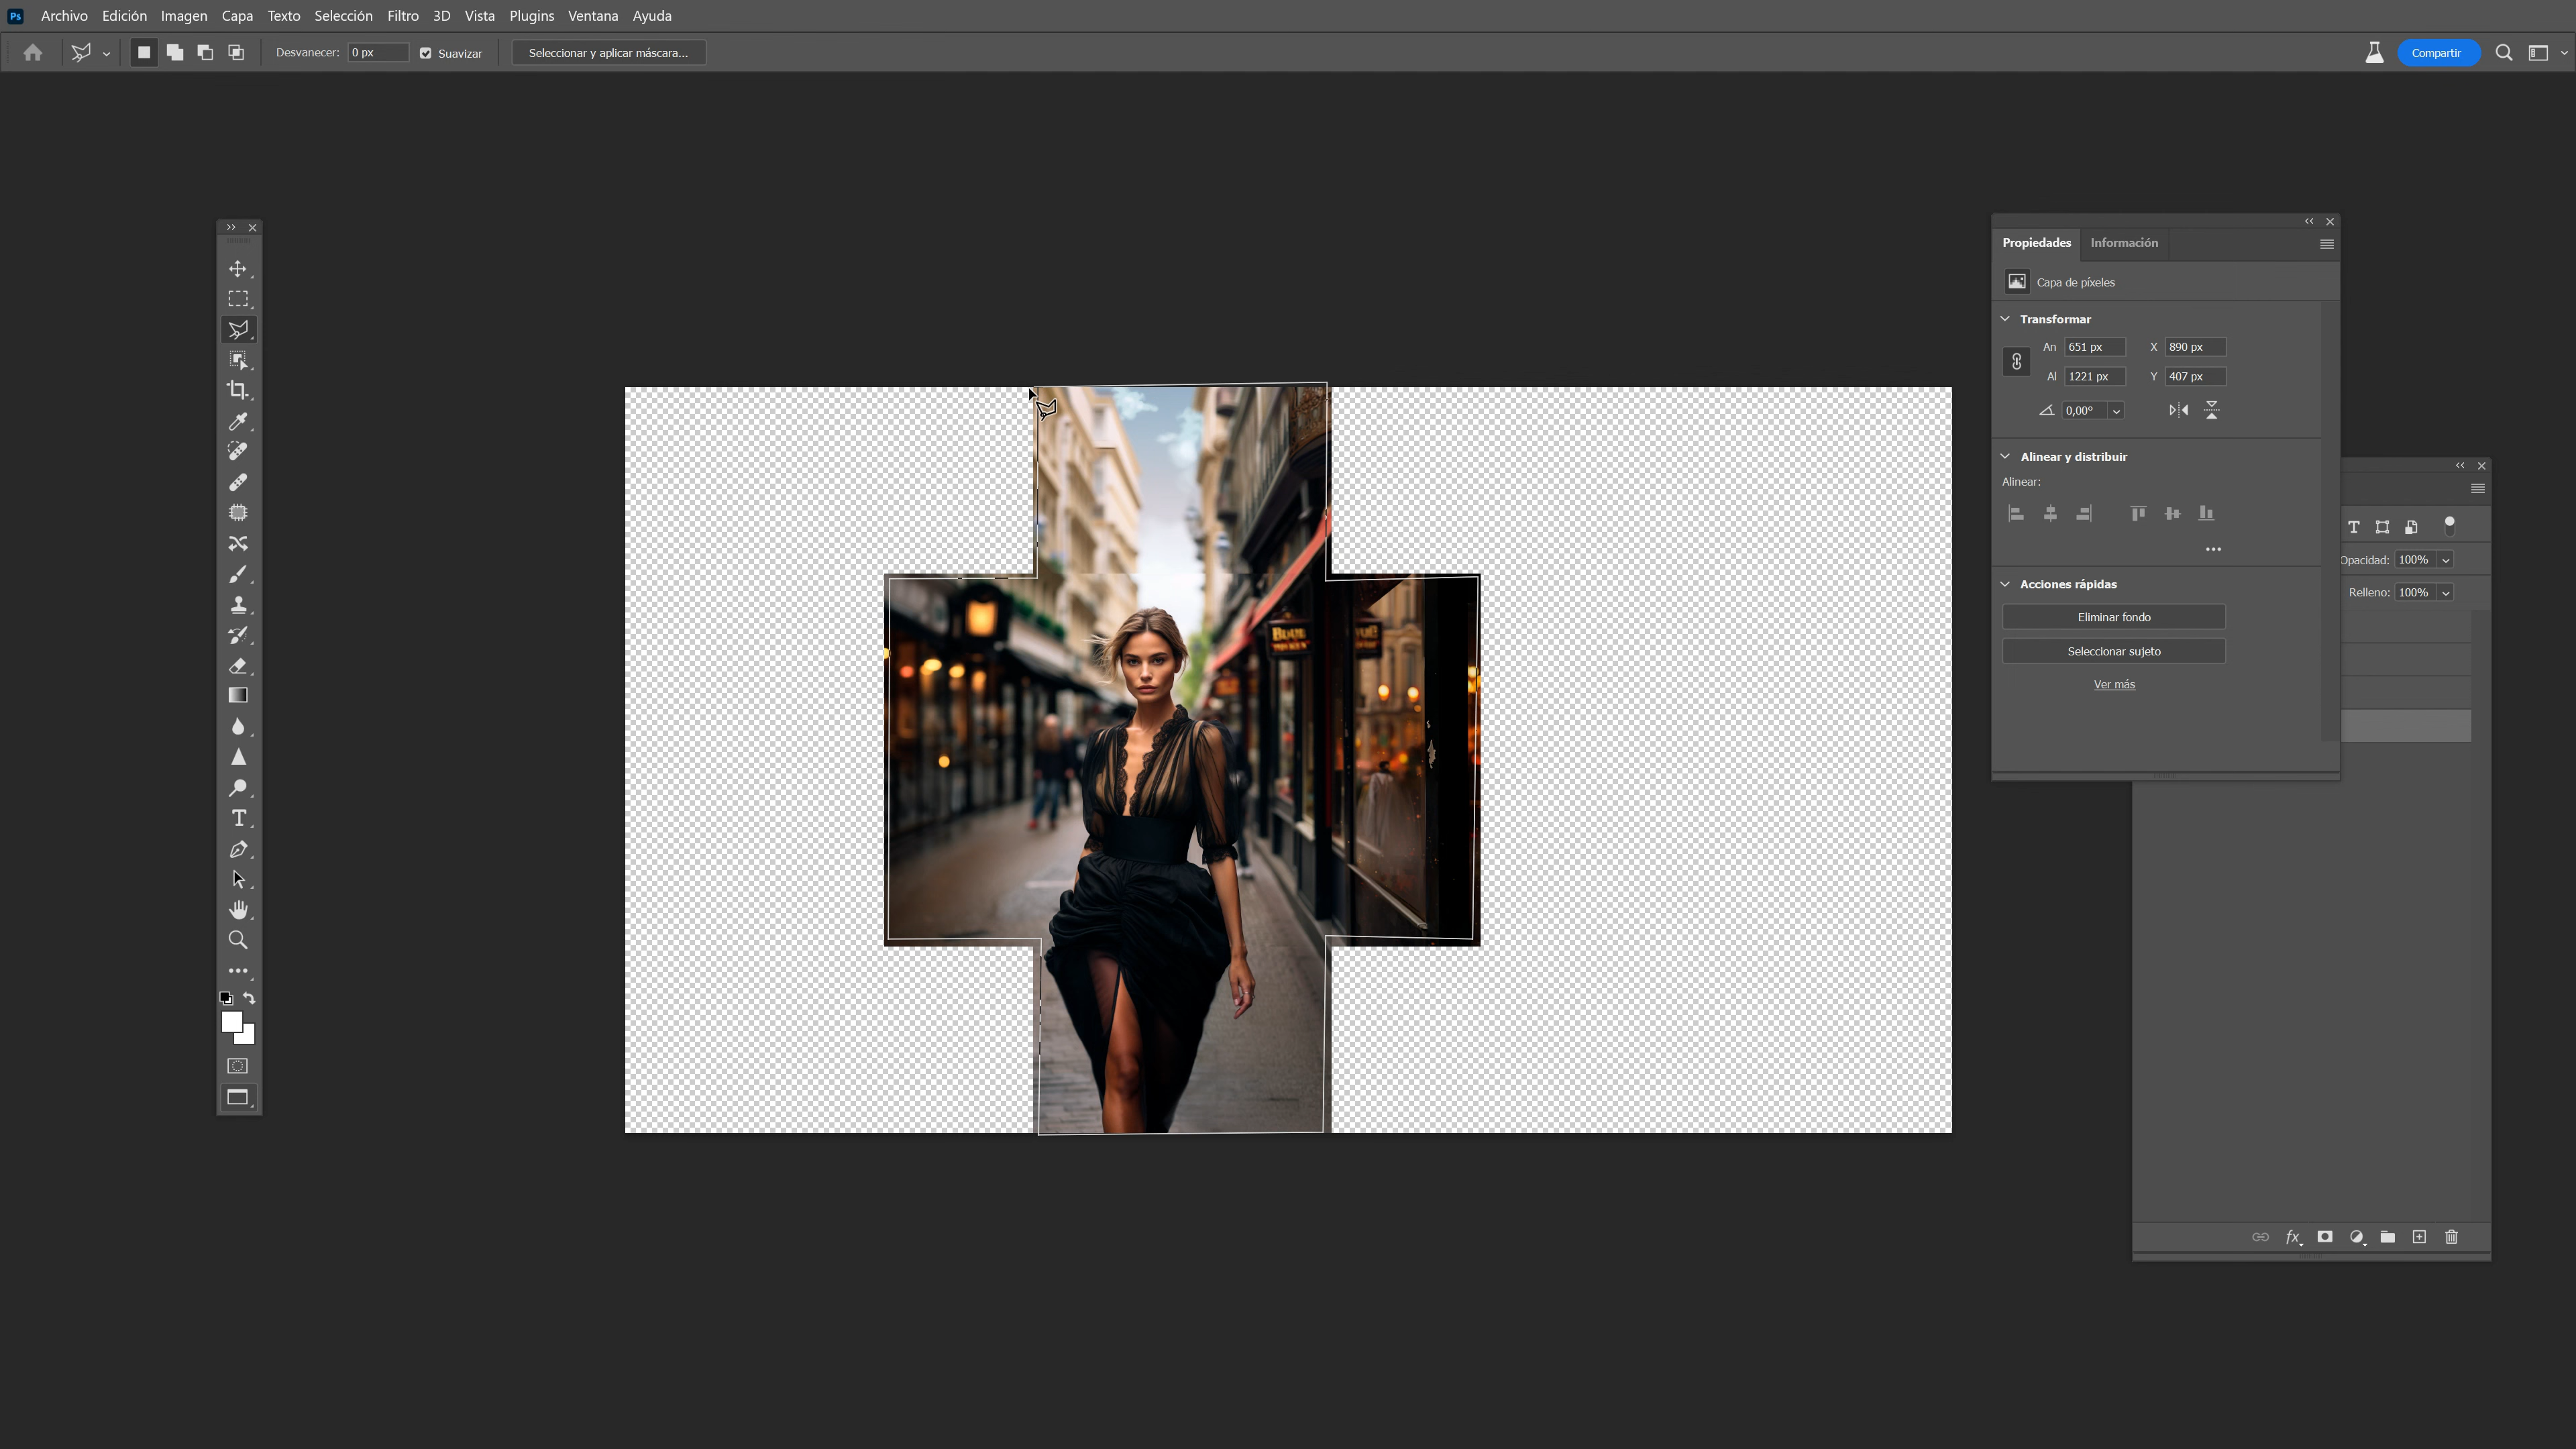 Ps Archivo Edición Imagen Capa Texto Selección Filtro 3D Vista Plugins Ventana Ayuda
Desvanecer: 0 px Suavizar Seleccionar y aplicar máscara... Compartir
Propiedades Información
Capa de píxeles
Transformar
An 651 px X 890 px
Al 1221 px Y 407 px
0,00°
Alinear y distribuir
Alinear:
Opacidad: 100%
Acciones rápidas
Relleno: 100%
Eliminar fondo
Seleccionar sujeto
Ver más